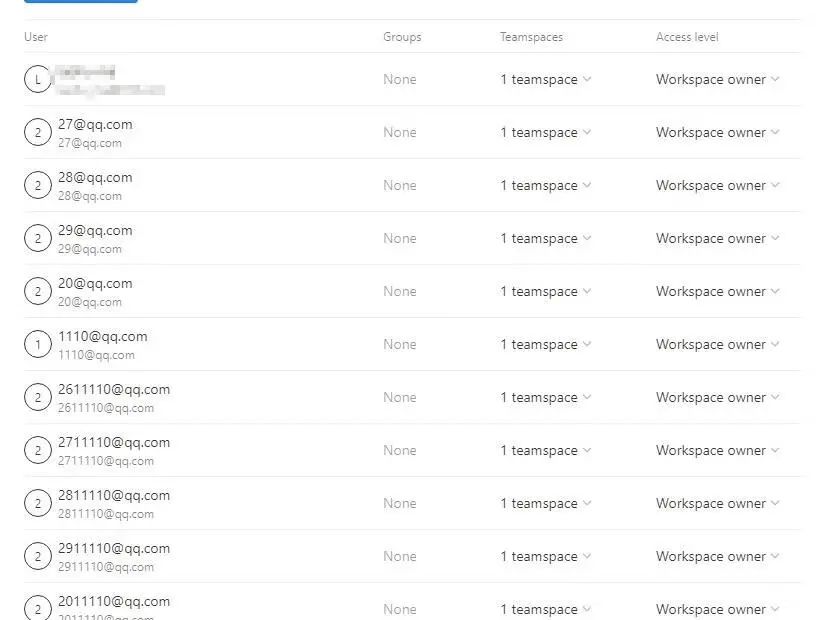 User Groups Teamspaces Access level
L None 1 teamspace Workspace owner
2 27@qq.com None 1 teamspace Workspace owner
27@qq.com
2 28@qq.com None 1 teamspace Workspace owner
28@qq.com
2 29@qq.com None 1 teamspace Workspace owner
29@qq.com
2 20@qq.com None 1 teamspace Workspace owner
20@qq.com
1 1110@qq.com None 1 teamspace Workspace owner
1110@qq.com
2 2611110@qq.com None 1 teamspace Workspace owner
2611110@qq.com
2 2711110@qq.com None 1 teamspace Workspace owner
2711110@qq.com
2 2811110@qq.com None 1 teamspace Workspace owner
2811110@qq.com
2 2911110@qq.com None 1 teamspace Workspace owner
2911110@qq.com
2 2011110@qq.com None 1 teamspace Workspace owner
2011110@qq.com